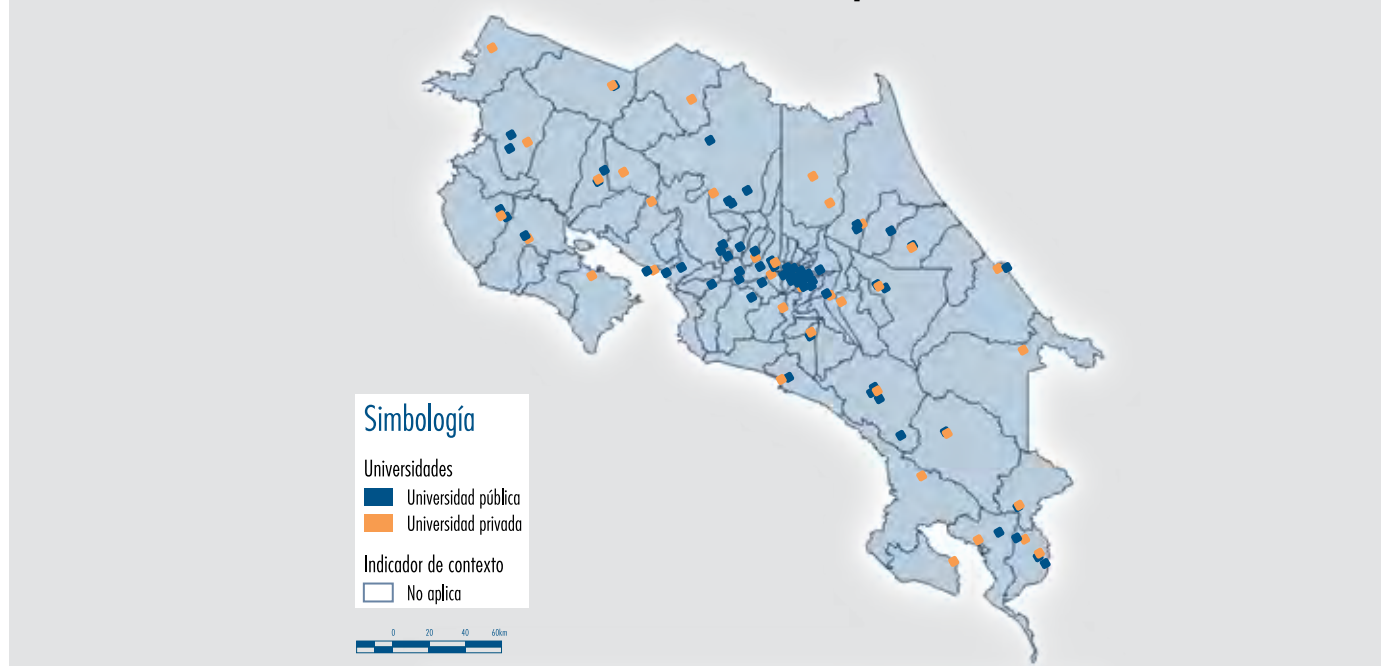 Simbología
Universidades
Universidad pública
Universidad privada
Indicador de contexto
No aplica
0 20 40 60km